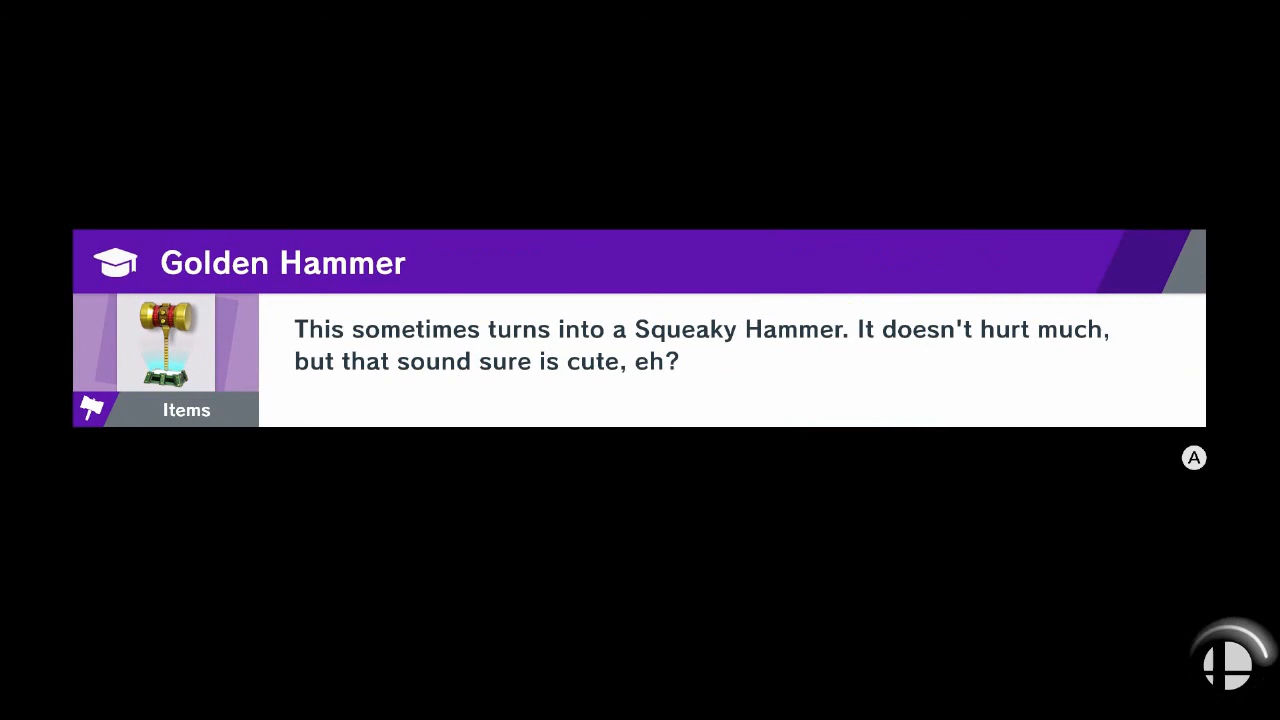 Golden Hammer
This sometimes turns into a Squeaky Hammer. It doesn't hurt much,
but that sound sure is cute, eh?
Items
A